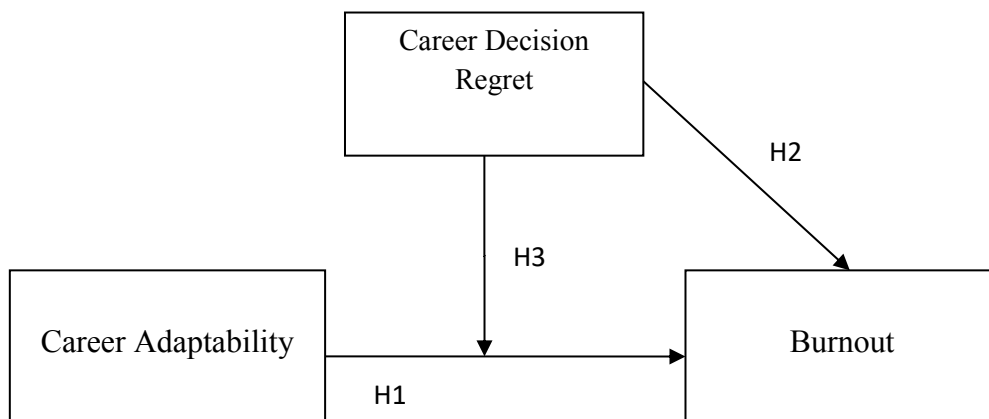 Career Decision
Regret
H2
H3
Career Adaptability
Burnout
H1